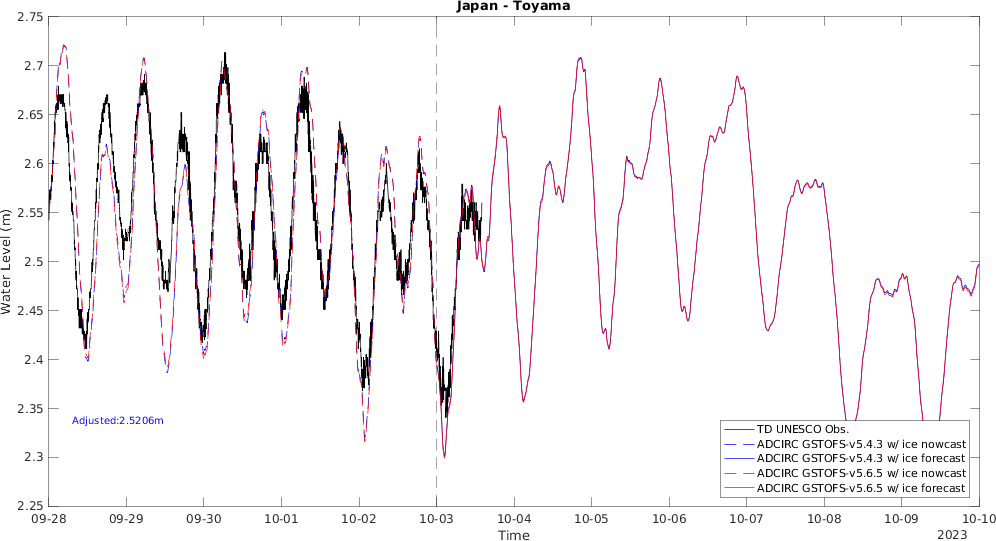 Japan - Toyama
2.75
2.7
2.65
2.6
2.55
2.5
2.45
2.4
2.35
2.3
2.25
Water Level (m)
Adjusted:2.5206m
TD UNESCO Obs.
ADCIRC GSTOFS-v5.4.3 w/ ice nowcast
ADCIRC GSTOFS-v5.4.3 w/ ice forecast
ADCIRC GSTOFS-v5.6.5 w/ ice nowcast
ADCIRC GSTOFS-v5.6.5 w/ ice forecast
09-28 09-29 09-30 10-01 10-02 10-03 10-04 10-05 10-06 10-07 10-08 10-09 10-10
Time
2023